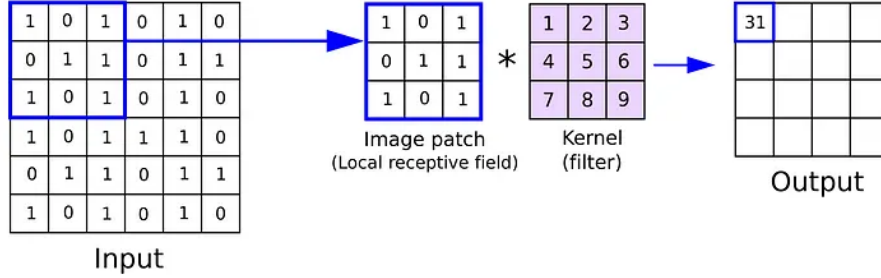 1 0 1 0 1 0
0 1 1 0 1 1
1 0 1 0 1 0
1 0 1 1 1 0
0 1 1 0 1 1
1 0 1 0 1 0
Input
1 0 1
0 1 1
1 0 1
Image patch
(Local receptive field)
*
1 2 3
4 5 6
7 8 9
Kernel
(filter)
31
Output